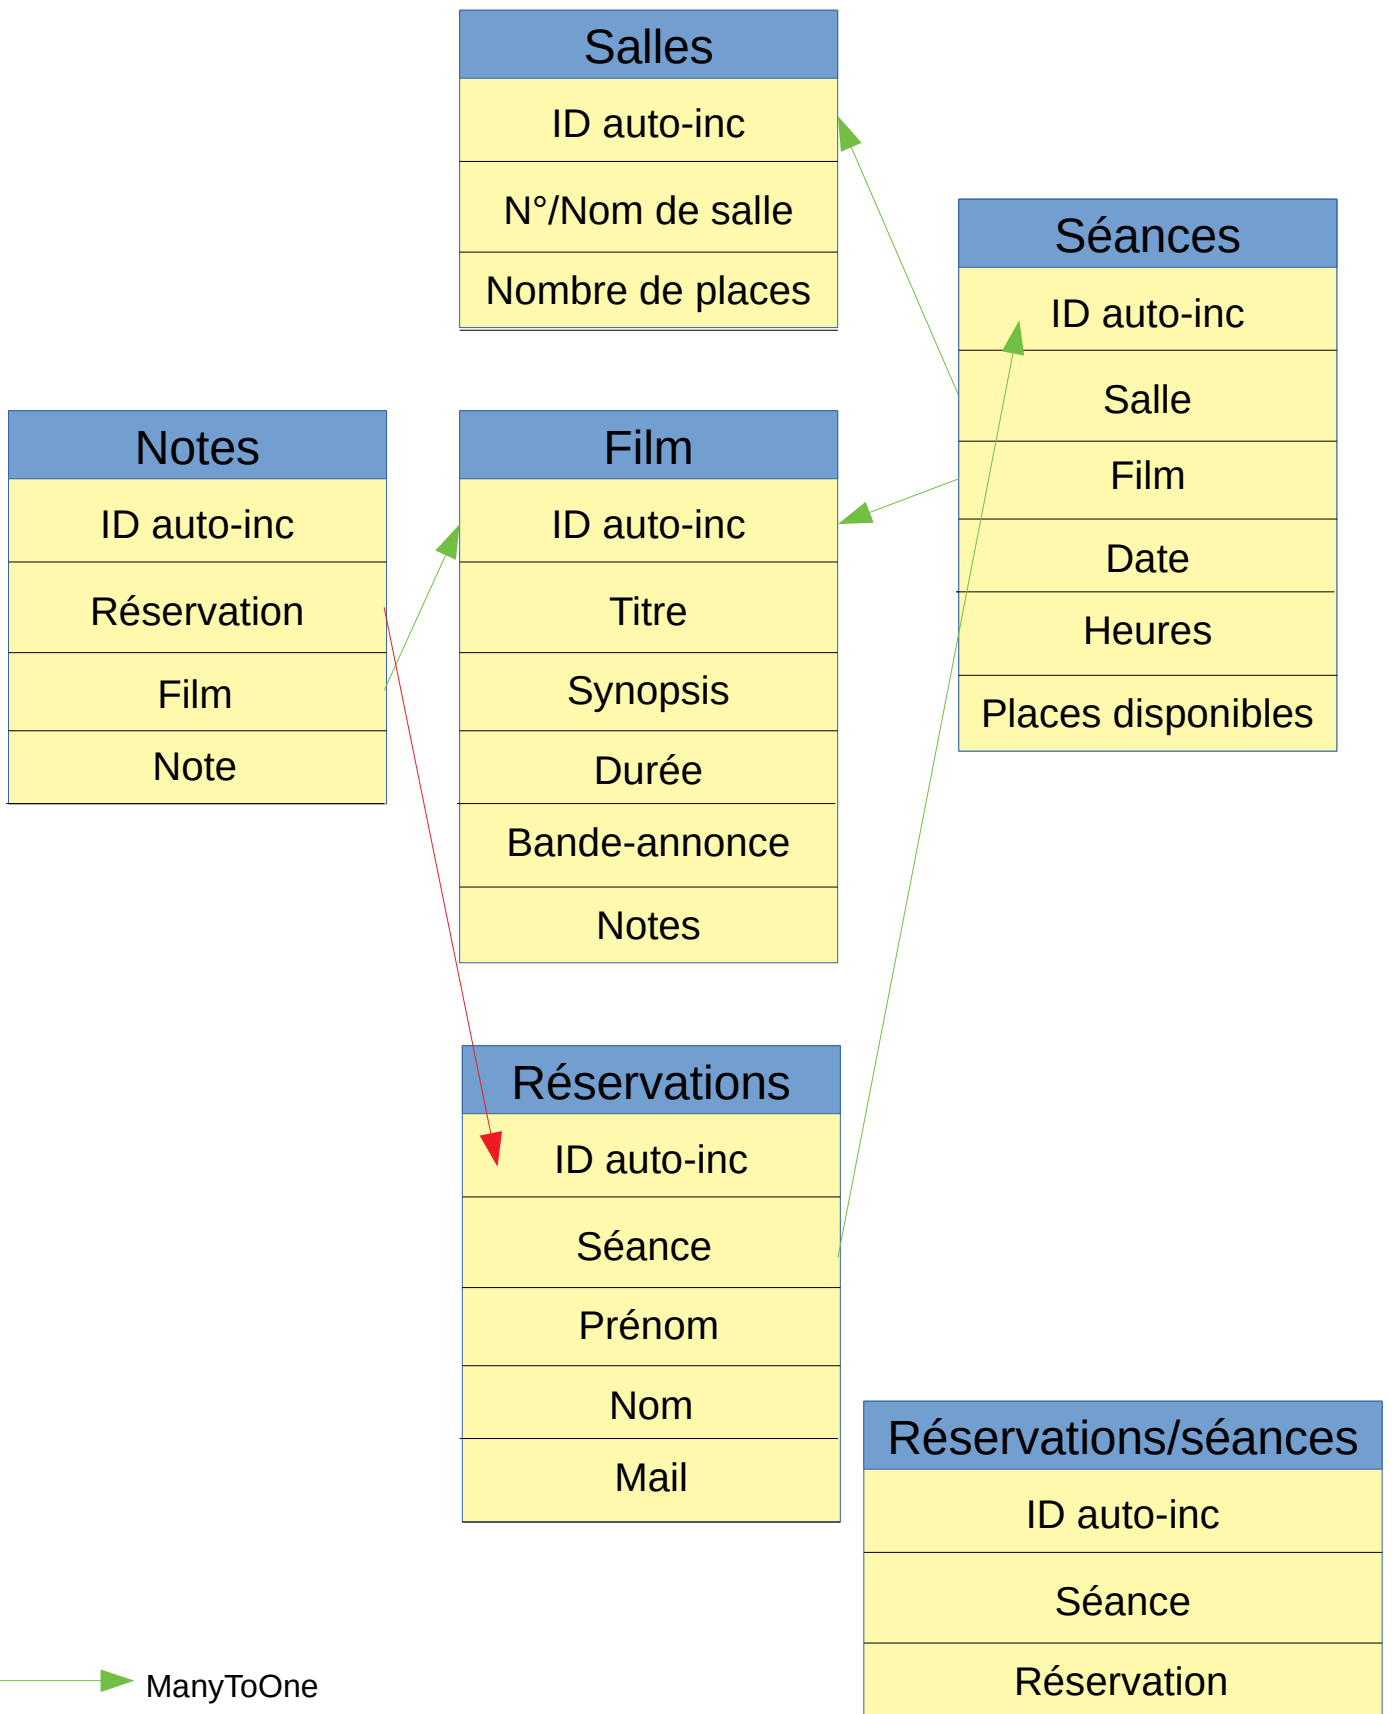 Salles
ID auto-inc
N°/Nom de salle
Nombre de places
Séances
ID auto-inc
Salle
Film
Date
Heures
Places disponibles
Notes
ID auto-inc
Réservation
Film
Note
Film
ID auto-inc
Titre
Synopsis
Durée
Bande-annonce
Notes
Réservations
ID auto-inc
Séance
Prénom
Nom
Mail
Réservations/séances
ID auto-inc
Séance
Réservation
ManyToOne